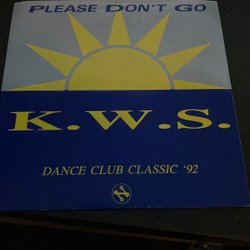 PLEASE DON'T GO
K.W.S.
DANCE CLUB CLASSIC '92